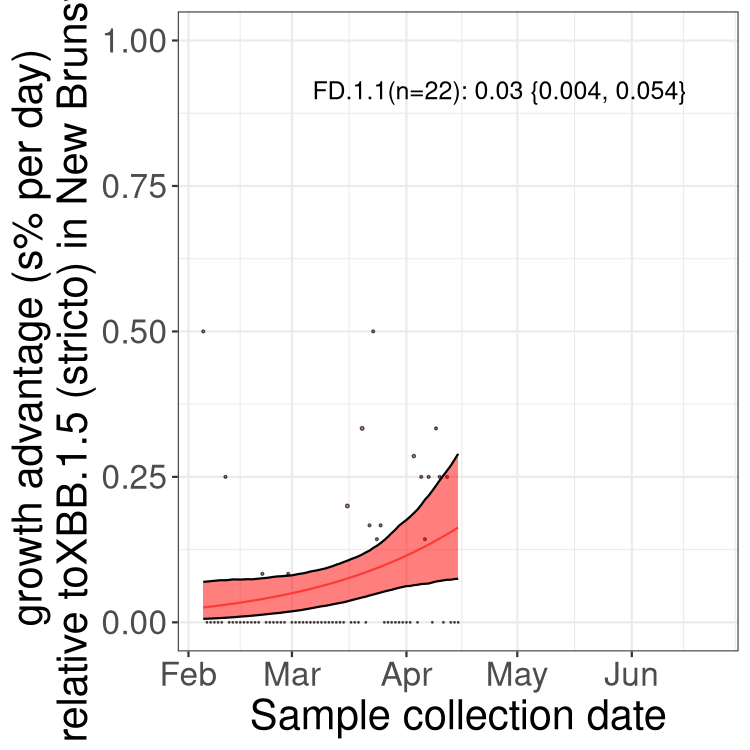 growth advantage (s% per day)
relative toXBB.1.5 (stricto) in New
1.00
0.75
0.50
0.25
0.00
FD.1.1(n=22): 0.03 {0.004, 0.054}
Feb Mar Apr May Jun
Sample collection date